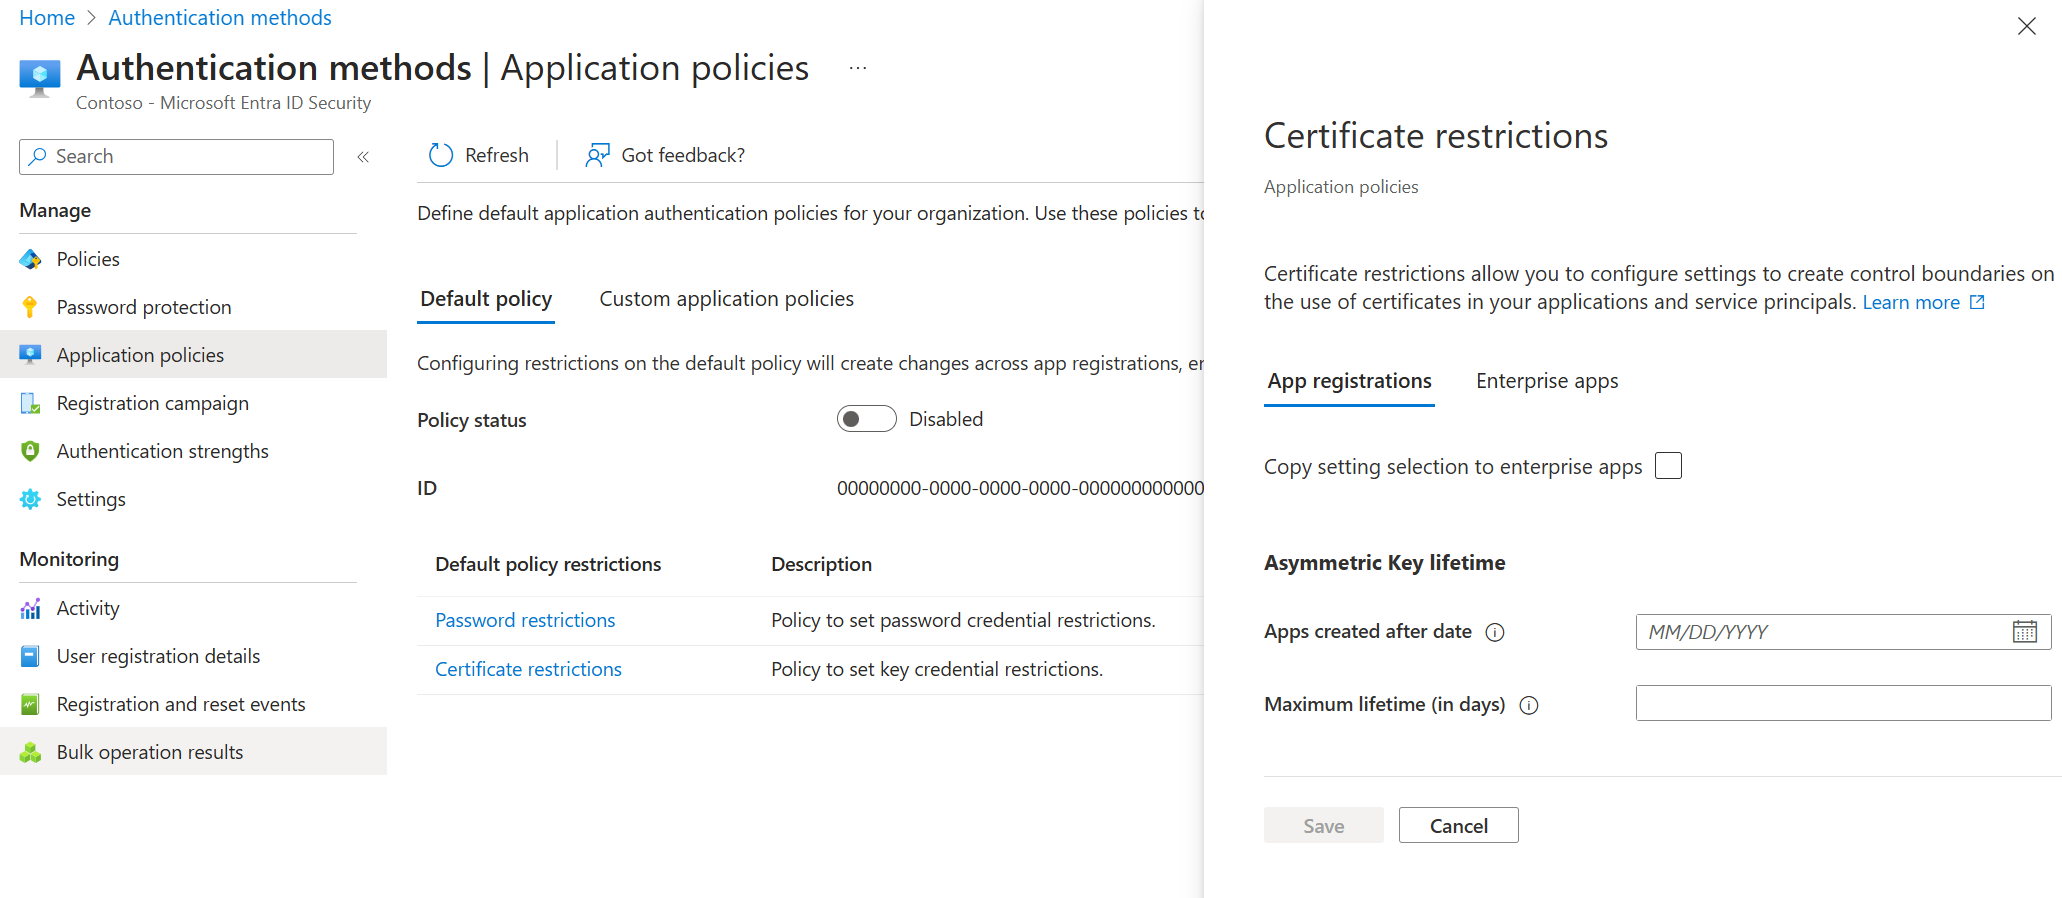 Home > Authentication methods
Authentication methods | Application policies ...
Contoso - Microsoft Entra ID Security
Search
«
Manage
Policies
Password protection
Application policies
Registration campaign
Authentication strengths
Settings
Monitoring
Activity
User registration details
Registration and reset events
Bulk operation results
Refresh
Got feedback?
Define default application authentication policies for your organization. Use these policies to
Default policy
Custom application policies
Configuring restrictions on the default policy will create changes across app registrations, er
Policy status
Disabled
ID
00000000-0000-0000-0000-000000000000
Default policy restrictions
Description
Password restrictions
Policy to set password credential restrictions.
Certificate restrictions
Policy to set key credential restrictions.
Certificate restrictions
Application policies
Certificate restrictions allow you to configure settings to create control boundaries on
the use of certificates in your applications and service principals. Learn more
App registrations
Enterprise apps
Copy setting selection to enterprise apps
Asymmetric Key lifetime
Apps created after date
MM/DD/YYYY
Maximum lifetime (in days)
Save
Cancel